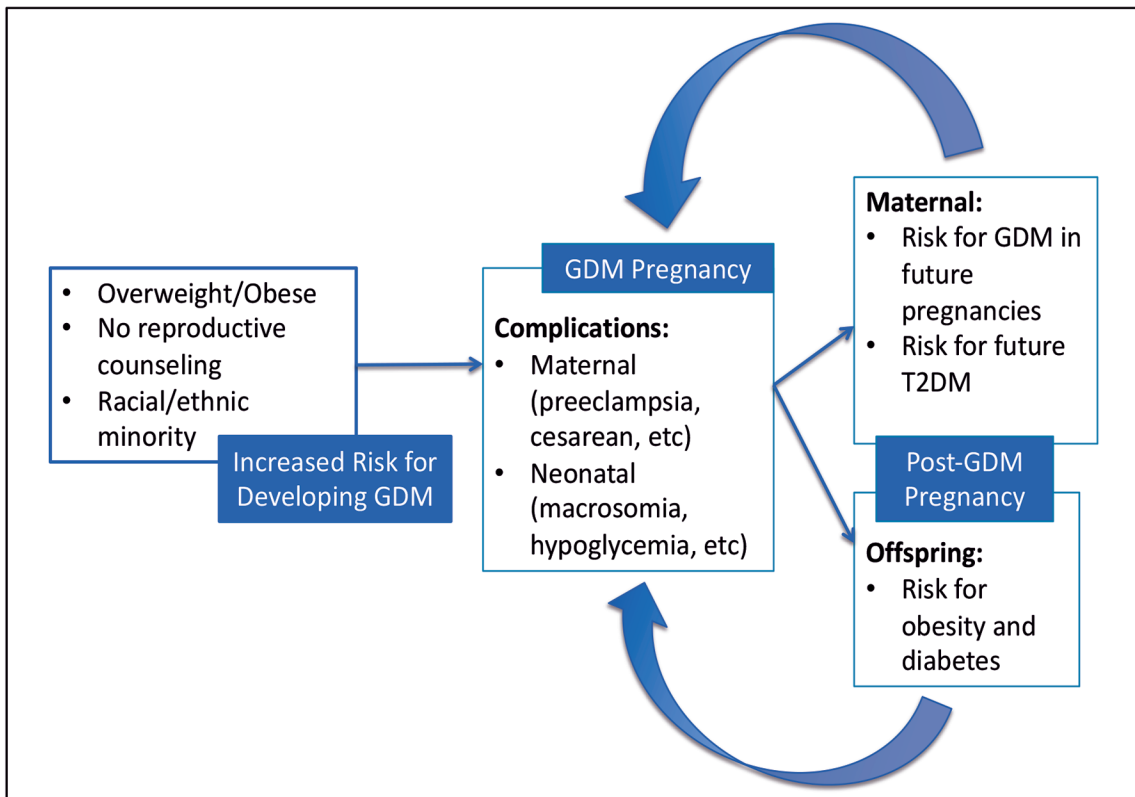 • Overweight/Obese
• No reproductive
counseling
• Racial/ethnic
minority
Increased Risk for
Developing GDM
GDM Pregnancy
Complications:
• Maternal
(preeclampsia,
cesarean, etc)
• Neonatal
(macrosomia,
hypoglycemia, etc)
Maternal:
• Risk for GDM in
future
pregnancies
• Risk for future
T2DM
Post-GDM
Pregnancy
Offspring:
• Risk for
obesity and
diabetes